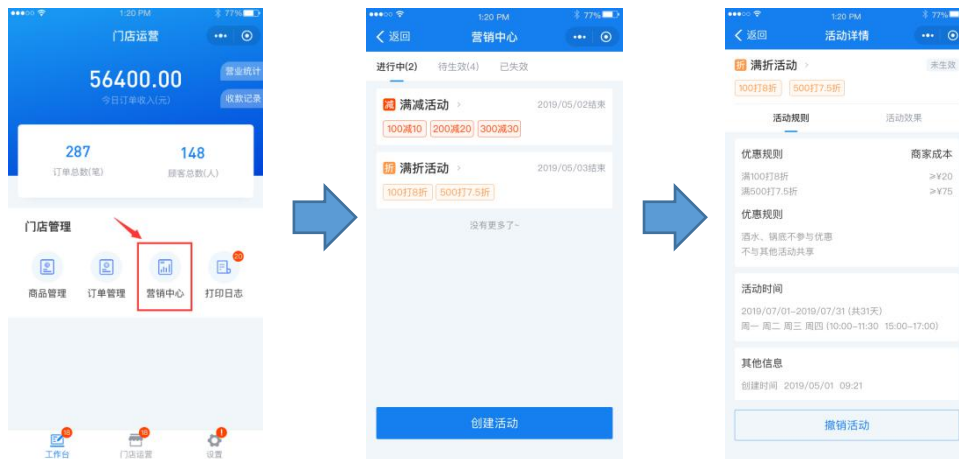 1:20 PM
77%
门店运营
56400.00
今日订单收入(元)
营业统计
收款记录
287
148
订单总数(笔)
顾客总数(人)
门店管理
20
商品管理
订单管理
营销中心
打印日志
18
18
工作台
门店运营
设置
1:20 PM
77%
返回
营销中心
进行中(2)
待生效(4)
已失效
减 满减活动
2019/05/02结束
100减10 200减20 300减30
折 满折活动
2019/05/03结束
100打8折 500打7.5折
没有更多了~
创建活动
1:20 PM
77%
返回
活动详情
折 满折活动
未生效
100打8折 500打7.5折
活动规则
活动效果
优惠规则
商家成本
满100打8折
≥¥20
满500打7.5折
≥¥75
优惠规则
酒水、锅底不参与优惠
不与其他活动共享
活动时间
2019/07/01-2019/07/31 (共31天)
周一 周二 周三 周四 (10:00-11:30 15:00-17:00)
其他信息
创建时间 2019/05/01 09:21
撤销活动